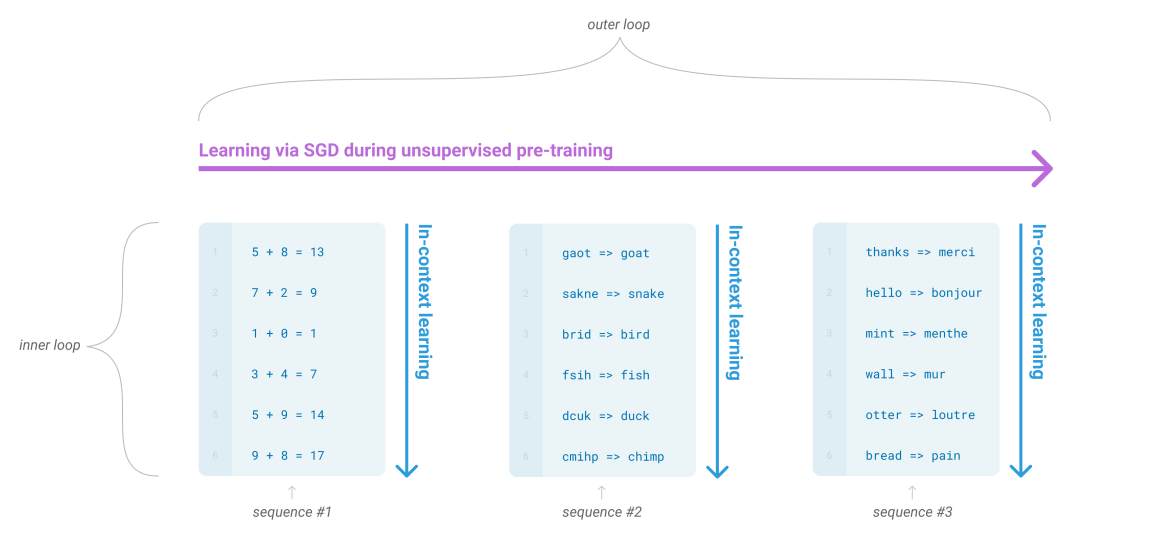 outer loop
Learning via SGD during unsupervised pre-training
inner loop
1 5 + 8 = 13
2 7 + 2 = 9
3 1 + 0 = 1
4 3 + 4 = 7
5 5 + 9 = 14
6 9 + 8 = 17
In-context learning
sequence #1
1 gaot => goat
2 sakne => snake
3 brid => bird
4 fsih => fish
5 dcuk => duck
6 cmihp => chimp
In-context learning
sequence #2
1 thanks => merci
2 hello => bonjour
3 mint => menthe
4 wall => mur
5 otter => loutre
6 bread => pain
In-context learning
sequence #3